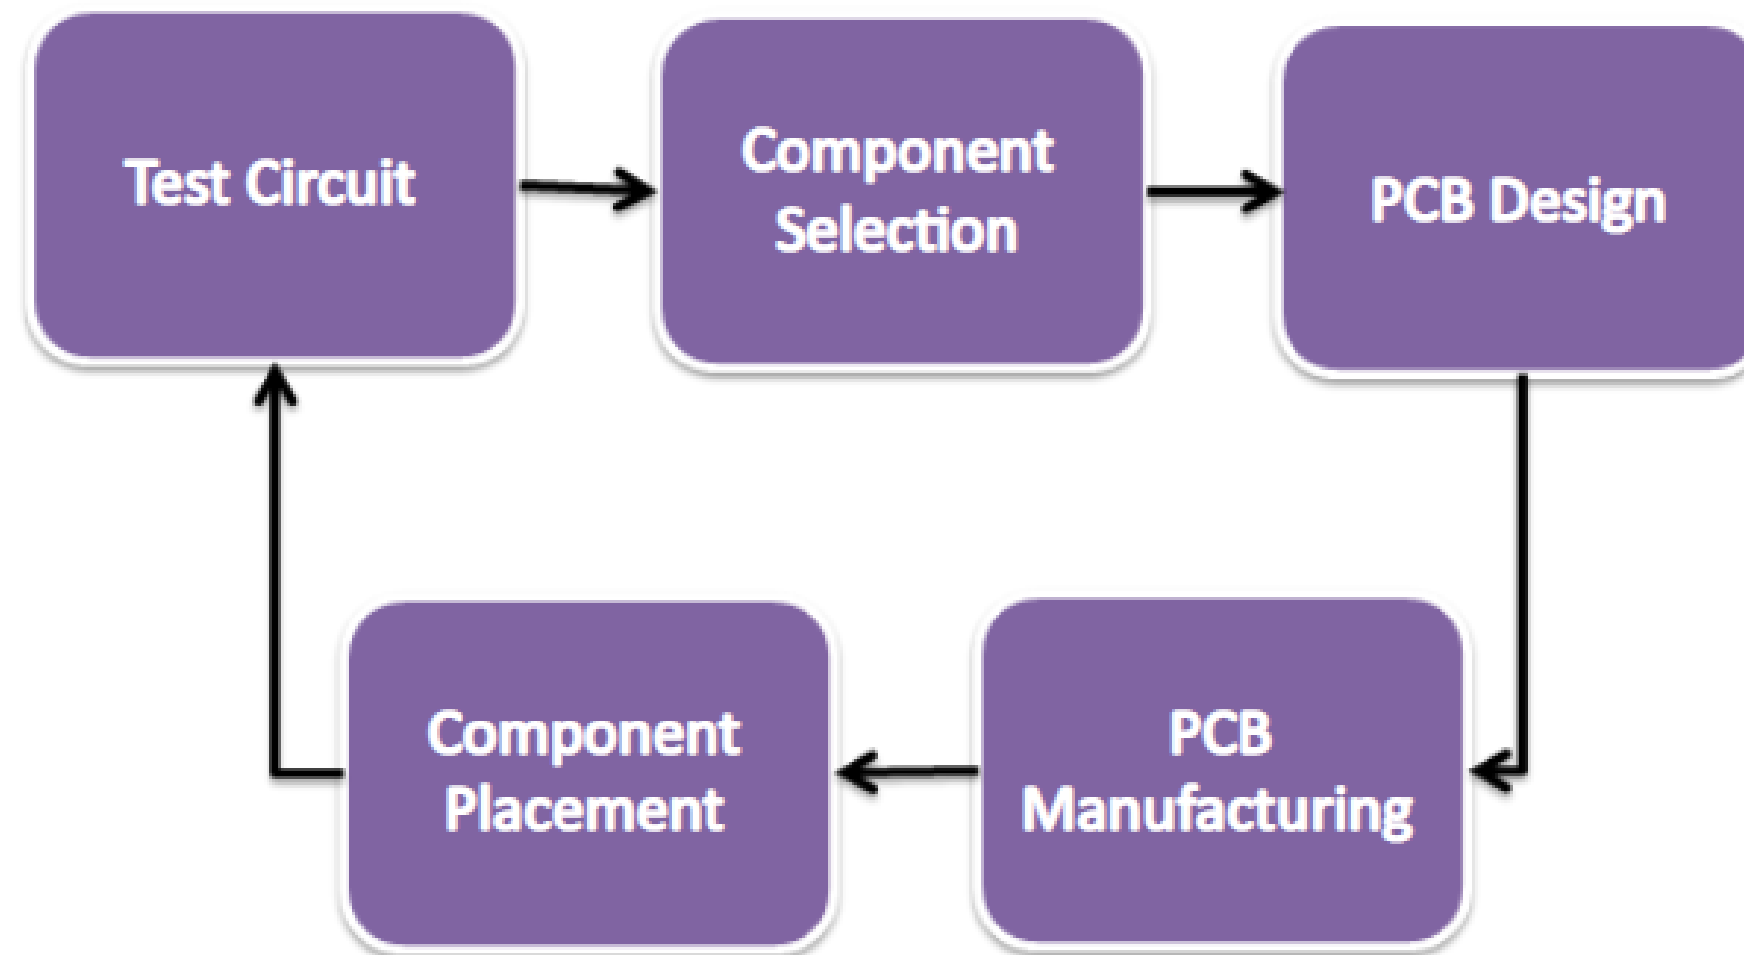 Test Circuit
Component
Selection
PCB Design
Component
Placement
PCB
Manufacturing